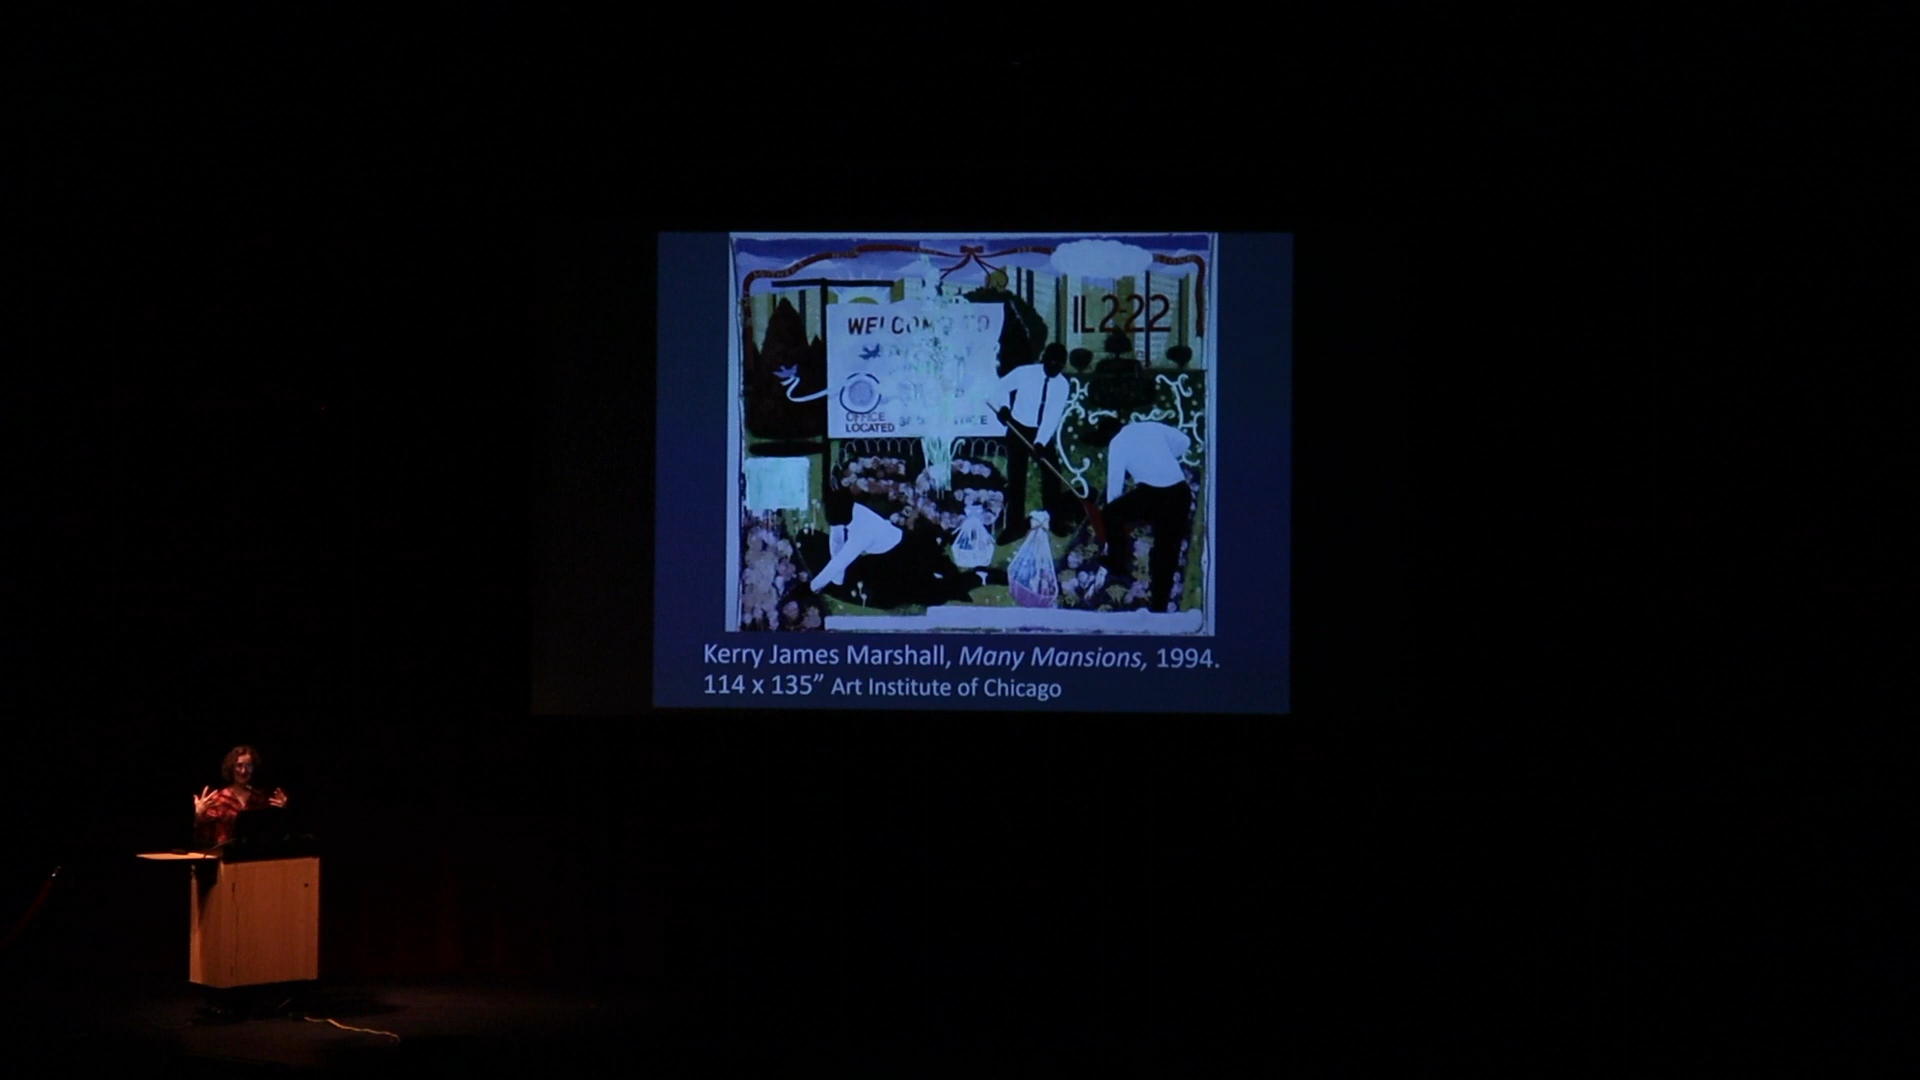 WELCOME TO
IL 2-22
OFFICE
LOCATED
Kerry James Marshall, Many Mansions, 1994.
114 x 135” Art Institute of Chicago